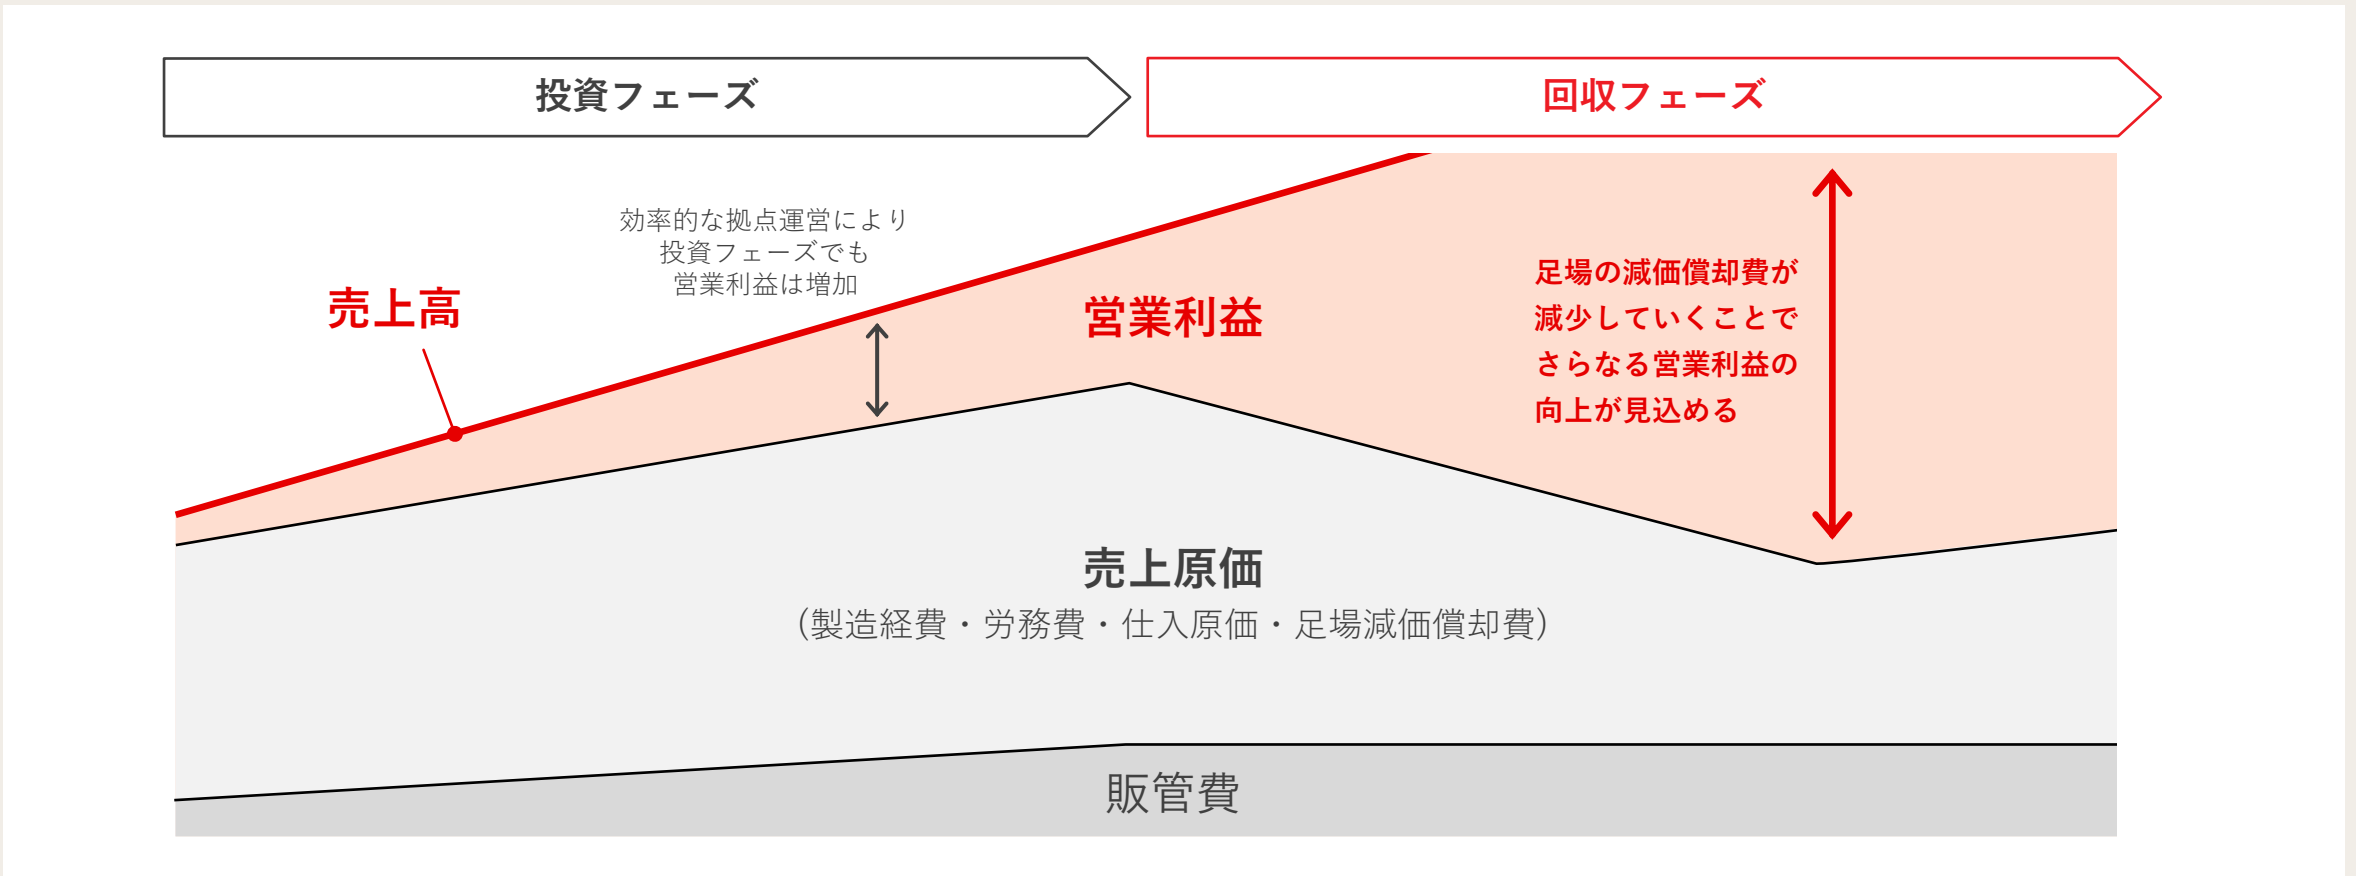 投資フェーズ
回収フェーズ
効率的な拠点運営により
投資フェーズでも
営業利益は増加
売上高
営業利益
足場の減価償却費が
減少していくことで
さらなる営業利益の
向上が見込める
売上原価
（製造経費・労務費・仕入原価・足場減価償却費）
販管費